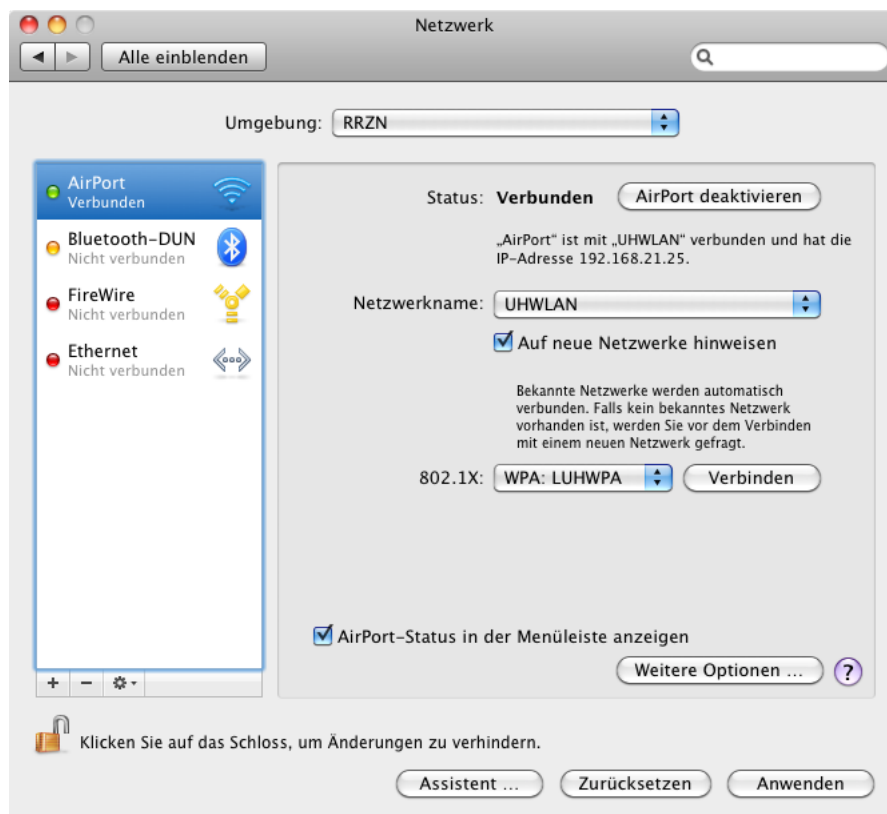 Netzwerk
Alle einblenden
Umgebung: RRZN
AirPort
Verbunden
Bluetooth-DUN
Nicht verbunden
FireWire
Nicht verbunden
Ethernet
Nicht verbunden
Status: Verbunden AirPort deaktivieren
„AirPort“ ist mit „UHWLAN“ verbunden und hat die
IP-Adresse 192.168.21.25.
Netzwerkname: UHWLAN
Auf neue Netzwerke hinweisen
Bekannte Netzwerke werden automatisch
verbunden. Falls kein bekanntes Netzwerk
vorhanden ist, werden Sie vor dem Verbinden
mit einem neuen Netzwerk gefragt.
802.1X: WPA: LUHWPA Verbinden
AirPort-Status in der Menüleiste anzeigen
Weitere Optionen ... ?
Klicken Sie auf das Schloss, um Änderungen zu verhindern.
Assistent ... Zurücksetzen Anwenden